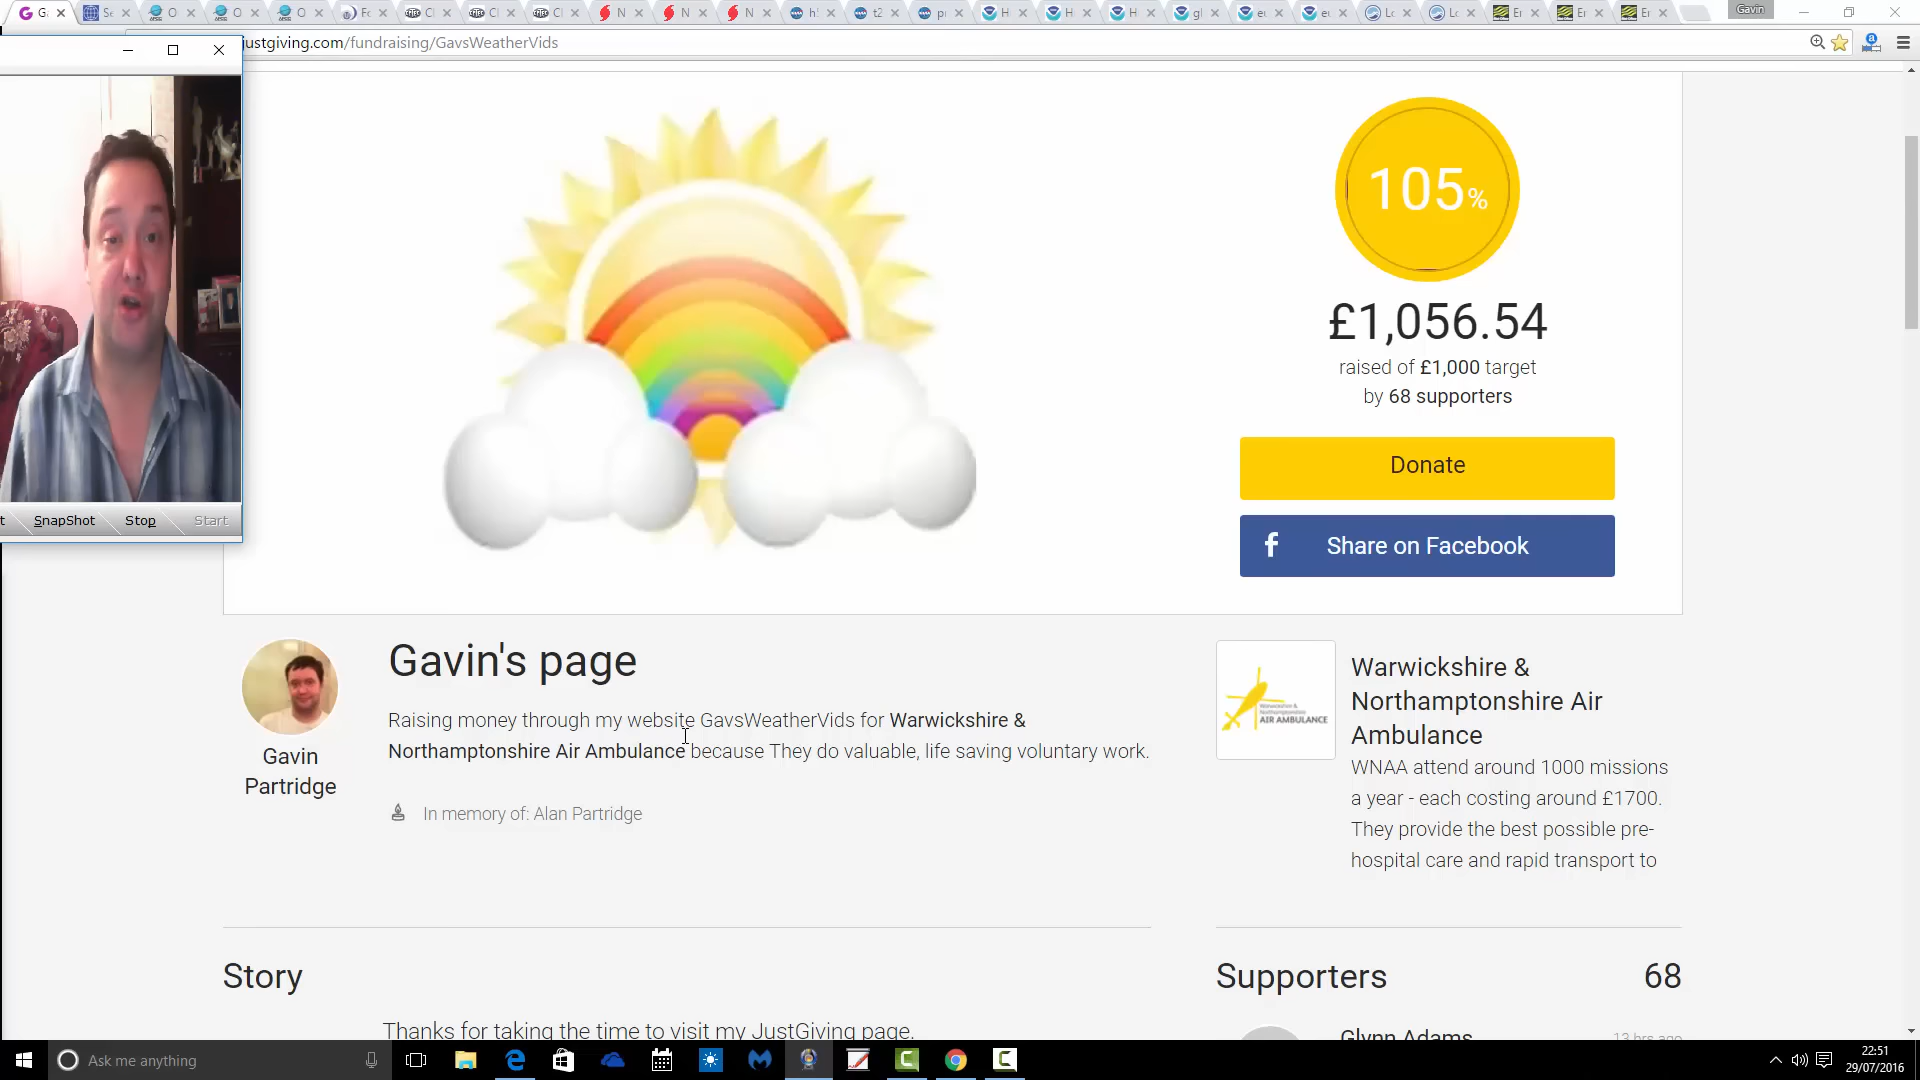 Gavin
justgiving.com/fundraising/GavsWeatherVids
SnapShot
Stop
Start
105%
£1,056.54
raised of £1,000 target
by 68 supporters
Donate
Share on Facebook
Gavin
Partridge
Gavin's page
Raising money through my website GavsWeatherVids for Warwickshire &
Northamptonshire Air Ambulance because They do valuable, life saving voluntary work.
In memory of: Alan Partridge
Warwickshire &
Northamptonshire
AIR AMBULANCE
Warwickshire &
Northamptonshire Air
Ambulance
WNAA attend around 1000 missions
a year - each costing around £1700.
They provide the best possible pre-
hospital care and rapid transport to
Story
Thanks for taking the time to visit my JustGiving page.
Supporters 68
Glynn Adams
13 hrs ago
Ask me anything
22:51
29/07/2016